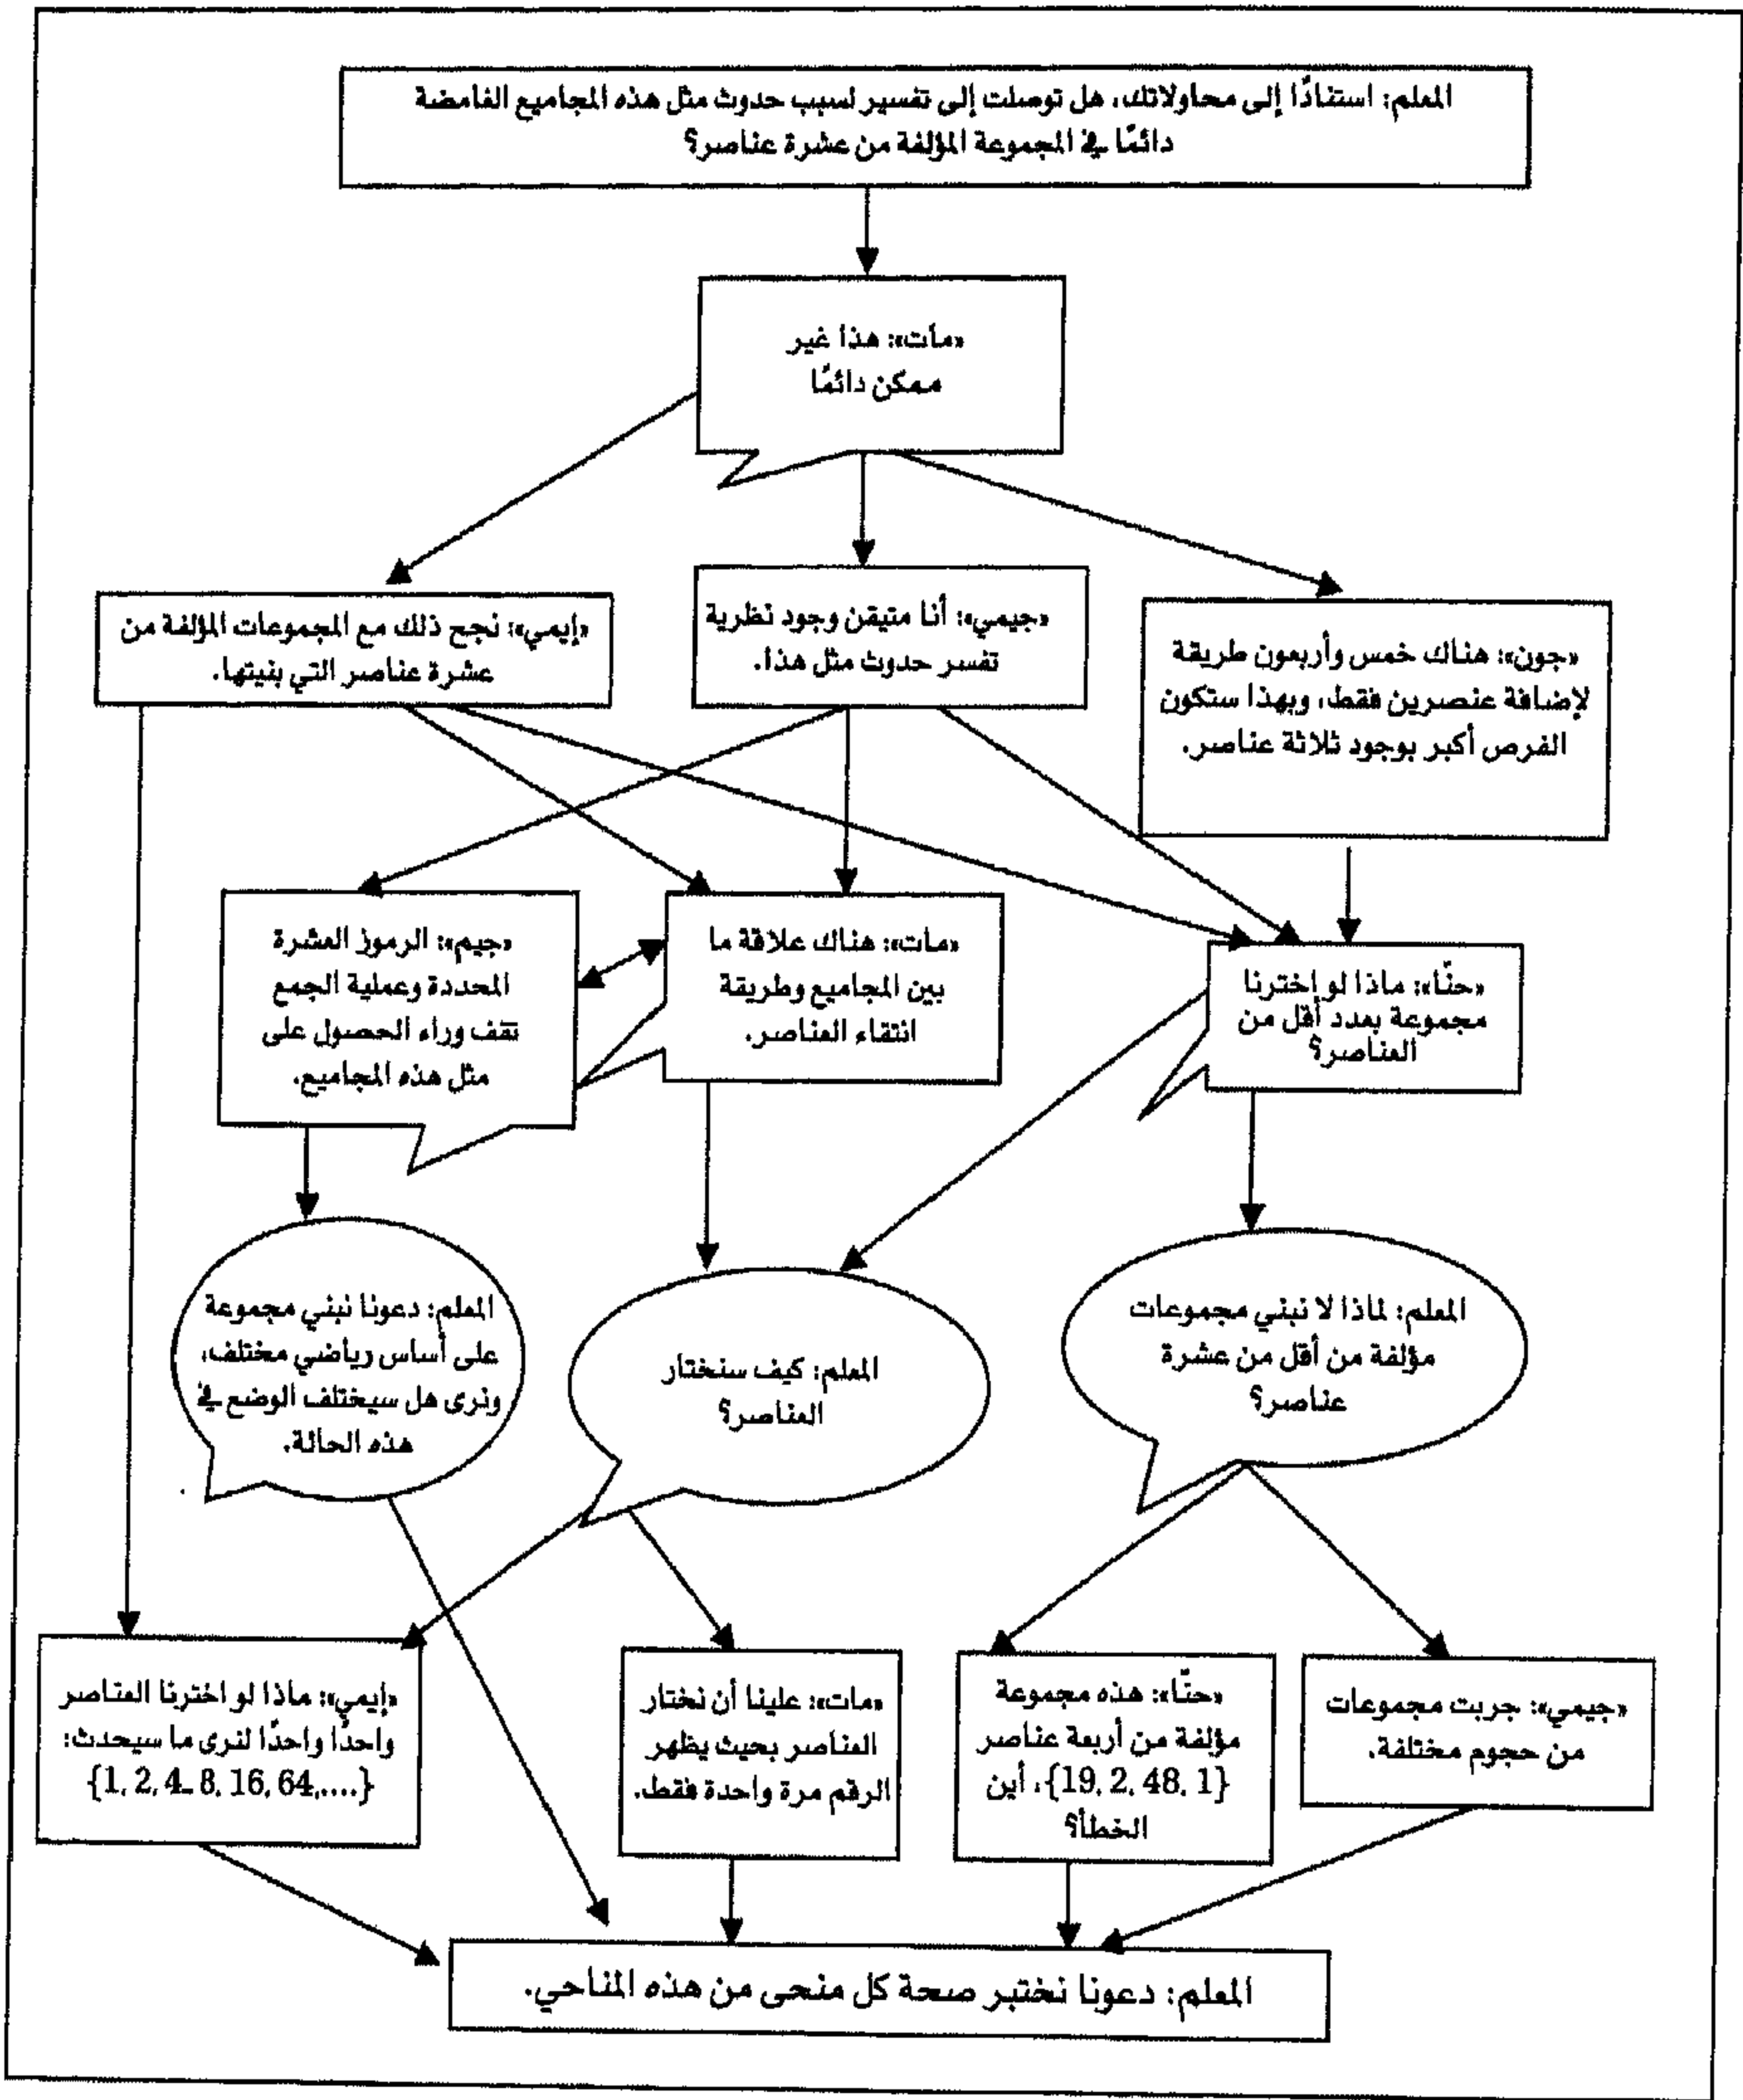 المعلم: استنادًا إلى محاولاتك، هل توصلت إلى تفسير لسبب حدوث مثل هذه المجاميع الغامضة
دائمًا في المجموعة المؤلفة من عشرة عناصر؟
«مات»: هذا غير
ممكن دائمًا
«جون»: هناك خمس وأربعون طريقة
لإضافة عنصرين فقط، وبهذا ستكون
الفرص أكبر بوجود ثلاثة عناصر.
«جيمي»: أنا متيقن وجود نظرية
تفسر حدوث مثل هذا.
«إيمي»: نجح ذلك مع المجموعات المؤلفة من
عشرة عناصر التي بنيتها.
«حنّا»: ماذا لو اخترنا
مجموعة بعدد أقل من
العناصر؟
«مات»: هناك علاقة ما
بين المجاميع وطريقة
انتقاء العناصر.
«جيم»: الرموز العشرة
المحددة وعملية الجمع
تقف وراء الحصول على
مثل هذه المجاميع.
المعلم: لماذا لا نبني مجموعات
مؤلفة من أقل من عشرة
عناصر؟
المعلم: كيف سنختار
العناصر؟
المعلم: دعونا نبني مجموعة
على أساس رياضي مختلف،
ونرى هل سيختلف الوضع في
هذه الحالة.
«جيمي»: جربت مجموعات
من حجوم مختلفة.
«حنّا»: هذه مجموعة
مؤلفة من أربعة عناصر
{19, 2, 48, 1}، أين
الخطأ؟
«مات»: علينا أن نختار
العناصر بحيث يظهر
الرقم مرة واحدة فقط.
«إيمي»: ماذا لو اخترنا العناصر
واحدًا واحدًا لنرى ما سيحدث:
{1, 2, 4, 8, 16, 64,....}
المعلم: دعونا نختبر صحة كل منحى من هذه المناحي.